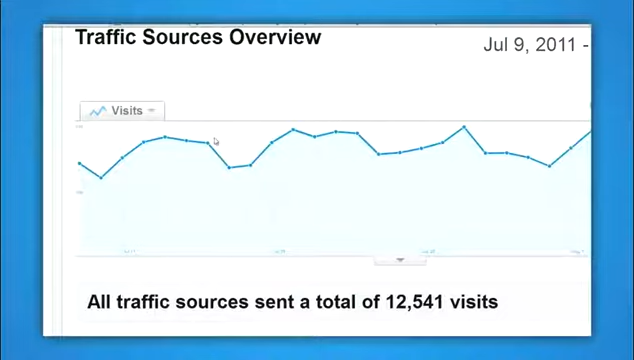 Traffic Sources Overview
Jul 9, 2011 -
Visits
All traffic sources sent a total of 12,541 visits